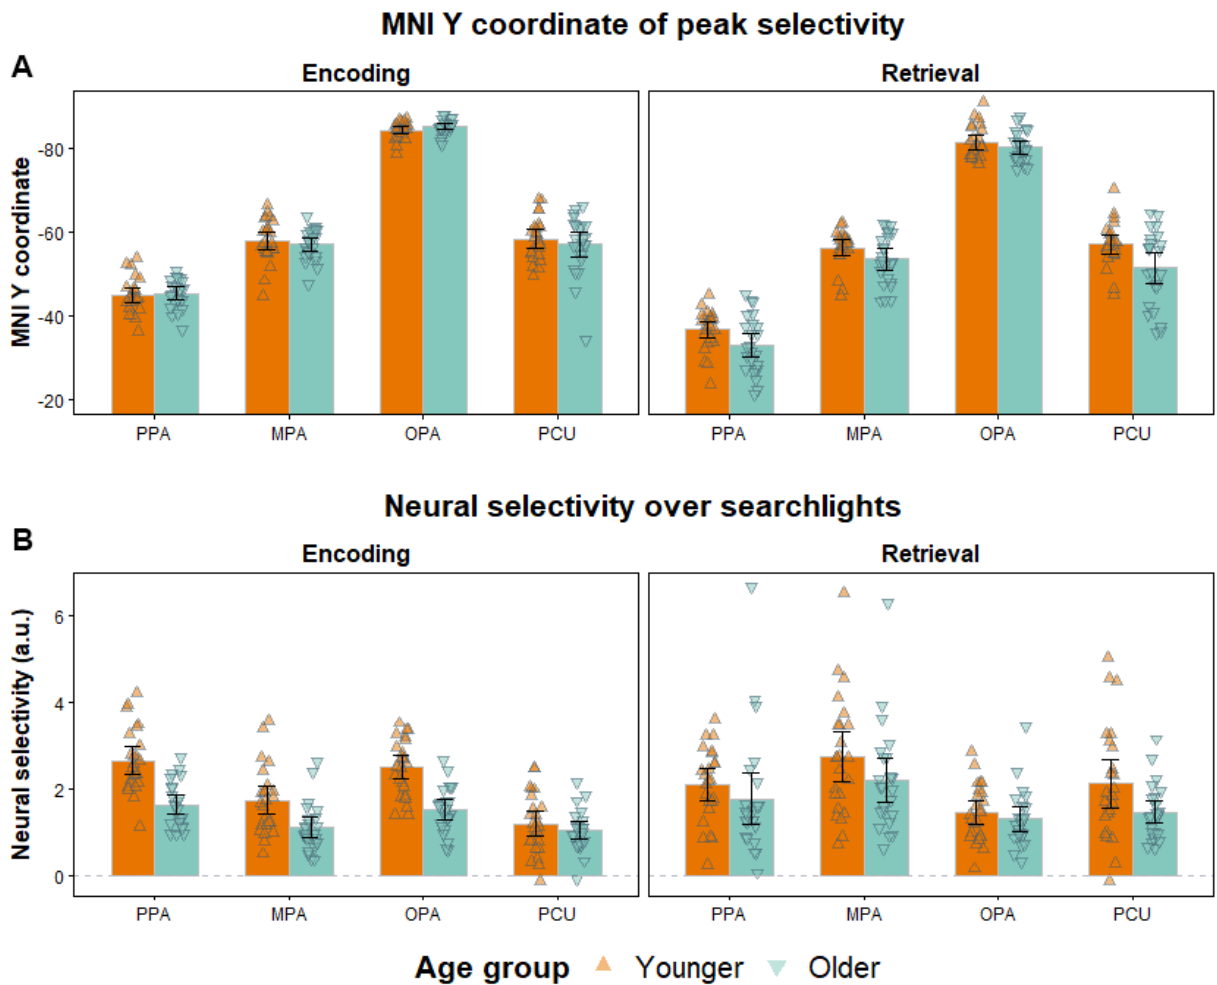 MNI Y coordinate of peak selectivity
A
Encoding
Retrieval
MNI Y coordinate
-80
-60
-40
-20
PPA
MPA
OPA
PCU
PPA
MPA
OPA
PCU
Neural selectivity over searchlights
B
Encoding
Retrieval
Neural selectivity (a.u.)
6
4
2
0
PPA
MPA
OPA
PCU
PPA
MPA
OPA
PCU
Age group Younger Older